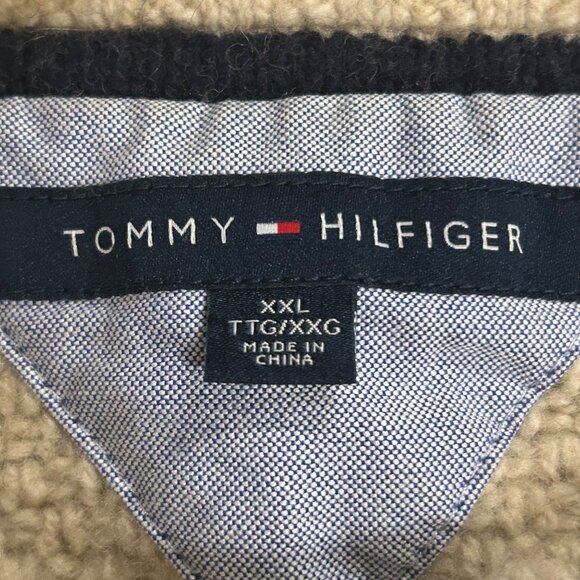 TOMMY HILFIGER
XXL
TTG/XXG
MADE IN
CHINA